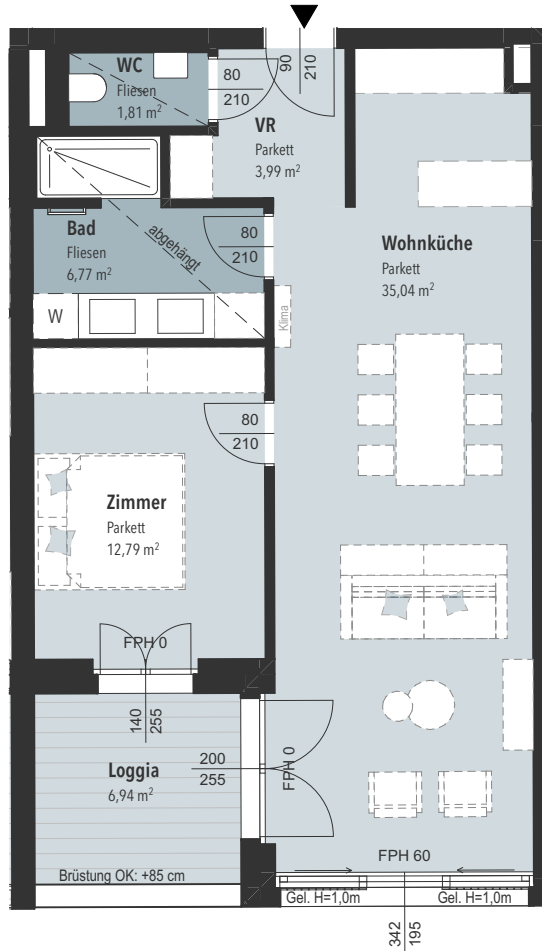 WC
Fliesen
1,81 m²
80
210
90
210
VR
Parkett
3,99 m²
Bad
Fliesen
6,77 m²
abgehängt
80
210
Wohnküche
Parkett
35,04 m²
W
Klima
80
210
Zimmer
Parkett
12,79 m²
FPH 0
140
255
Loggia
6,94 m²
200
255
FPH 0
Brüstung OK: +85 cm
FPH 60
Gel. H=1,0m
Gel. H=1,0m
342
195